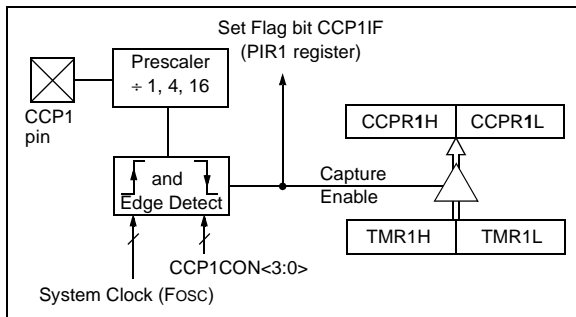 Set Flag bit CCP1IF
(PIR1 register)
Prescaler
÷ 1, 4, 16
CCP1
pin
CCPR1H
CCPR1L
and
Edge Detect
Capture
Enable
TMR1H
TMR1L
CCP1CON<3:0>
System Clock (FOSC)